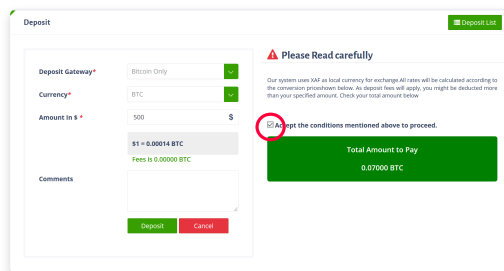 Deposit
Deposit List
Deposit Gateway*
Bitcoin Only
Currency*
BTC
Amount in $ *
500
$
$1 = 0.00014 BTC
Fees is 0.00000 BTC
Comments
Deposit
Cancel
Please Read carefully
Our system uses XAF as local currency for exchange.All rates will be calculated according to
the conversion priceshown below. As deposit fees will apply, you might be deducted more
than your specified amount. Check your total amount below
Accept the conditions mentioned above to proceed.
Total Amount to Pay
0.07000 BTC